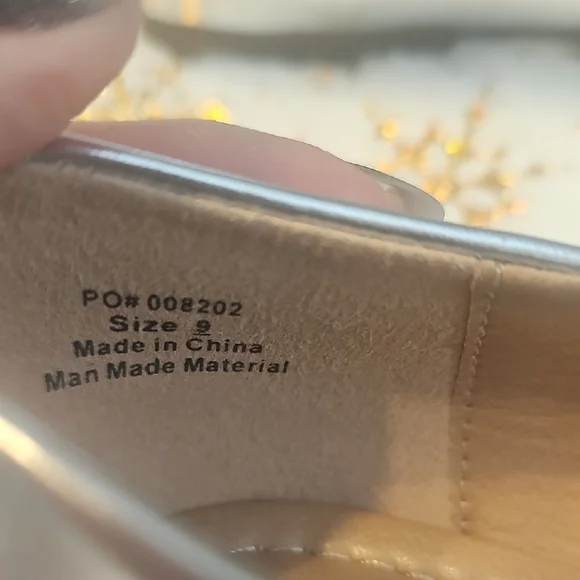 PO# 008202
Size 9
Made in China
Man Made Material